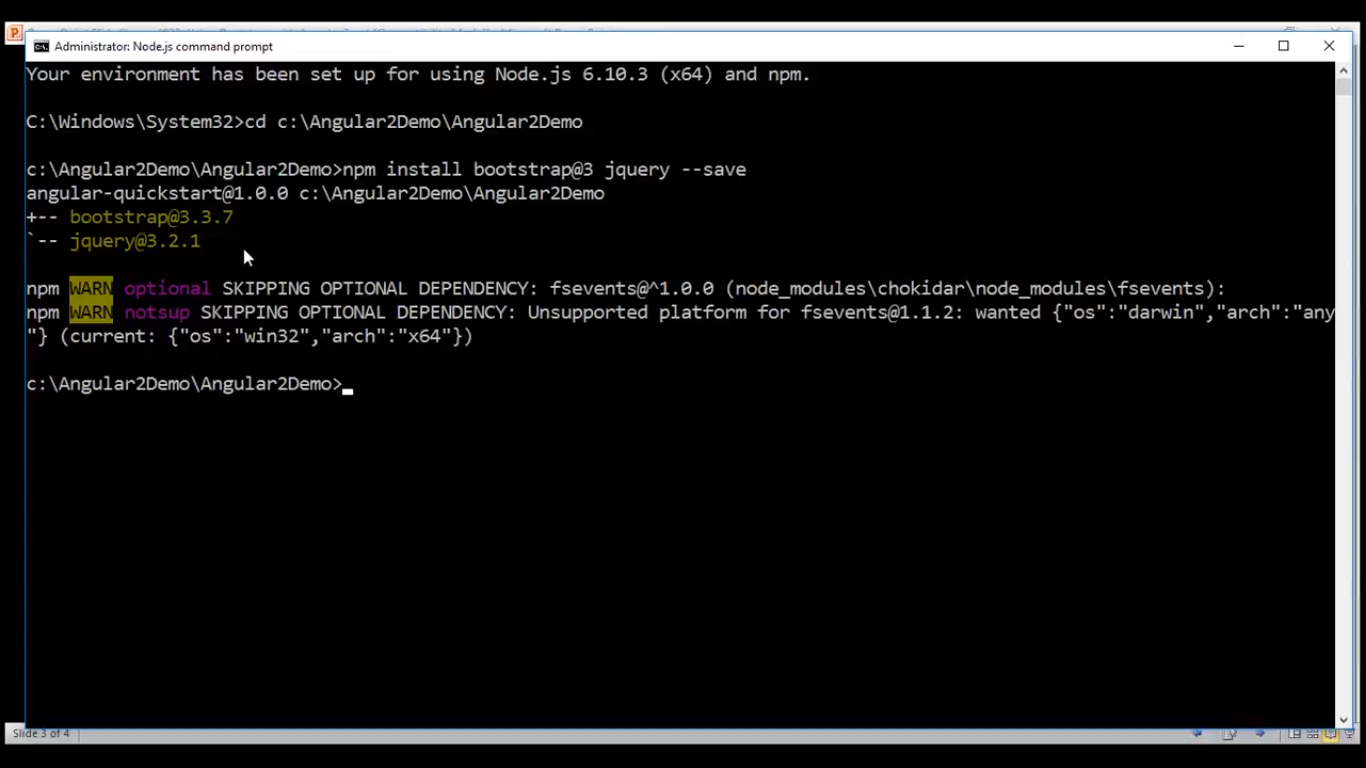 Administrator: Node.js command prompt
Your environment has been set up for using Node.js 6.10.3 (x64) and npm.
C:\Windows\System32>cd c:\Angular2Demo\Angular2Demo
c:\Angular2Demo\Angular2Demo>npm install bootstrap@3 jquery --save
angular-quickstart@1.0.0 c:\Angular2Demo\Angular2Demo
+-- bootstrap@3.3.7
`-- jquery@3.2.1
npm WARN optional SKIPPING OPTIONAL DEPENDENCY: fsevents@^1.0.0 (node_modules\chokidar\node_modules\fsevents):
npm WARN notsup SKIPPING OPTIONAL DEPENDENCY: Unsupported platform for fsevents@1.1.2: wanted {"os":"darwin","arch":"any
"} (current: {"os":"win32","arch":"x64"})
c:\Angular2Demo\Angular2Demo>
Slide 3 of 4